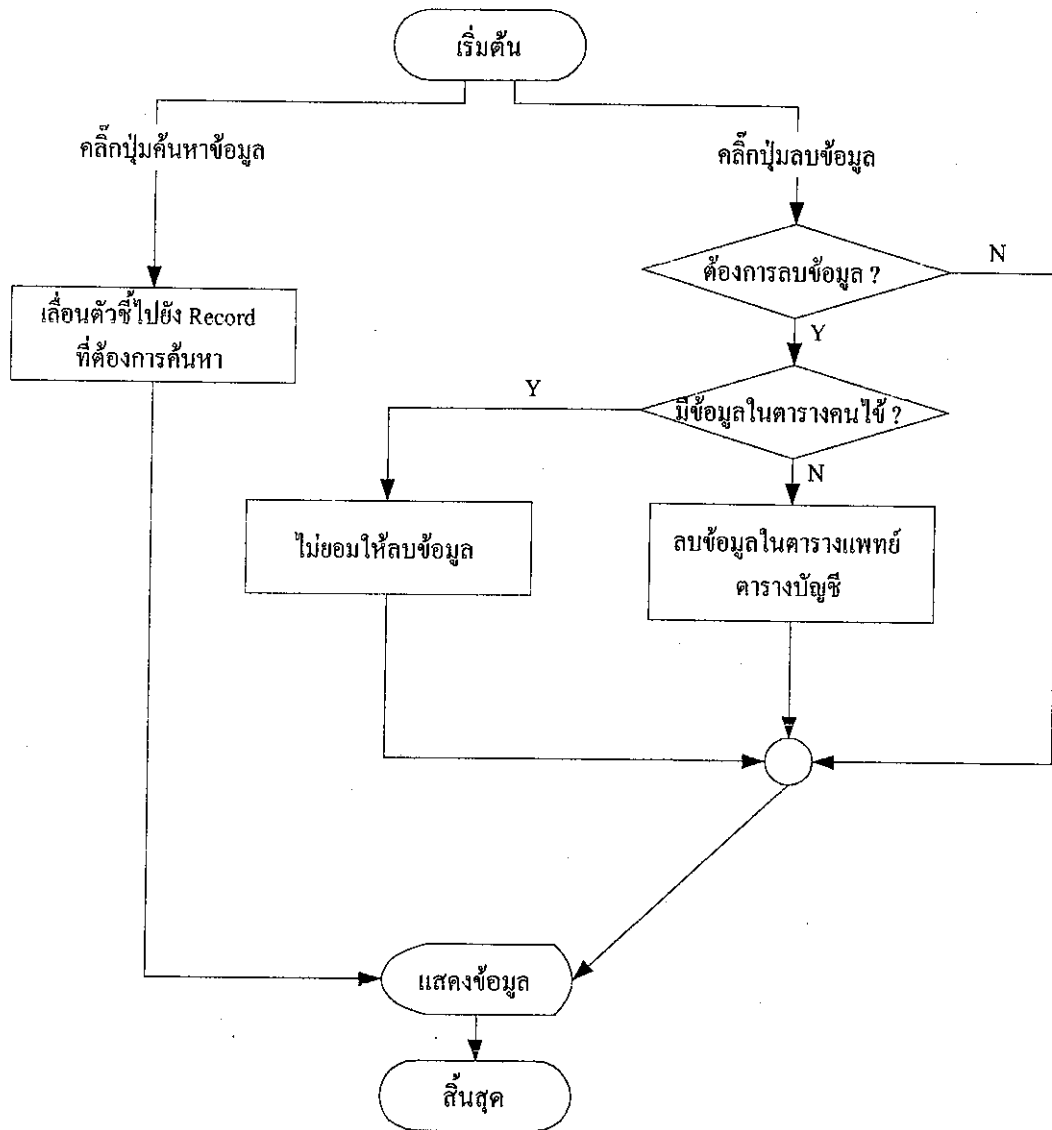 เริ่มต้น
คลิ๊กปุ่มค้นหาข้อมูล
คลิ๊กปุ่มลบข้อมูล
ต้องการลบข้อมูล ?
N
เลื่อนตัวชี้ไปยัง Record
ที่ต้องการค้นหา
Y
มีข้อมูลในตารางคนไข้ ?
Y
N
ไม่ยอมให้ลบข้อมูล
ลบข้อมูลในตารางแพทย์
ตารางบัญชี
แสดงข้อมูล
สิ้นสุด